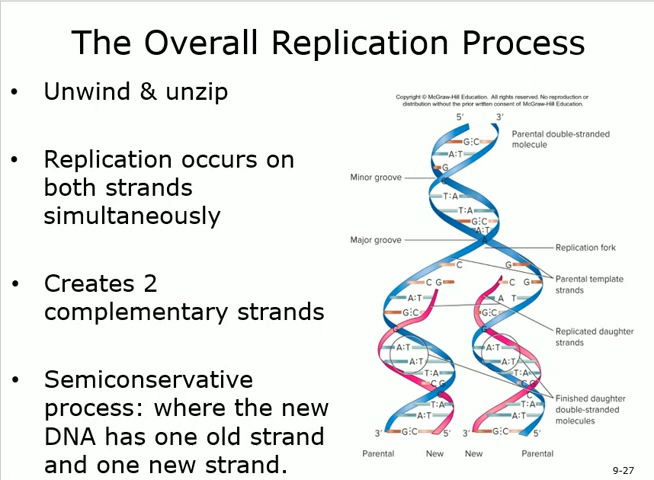 The Overall Replication Process
• Unwind & unzip
• Replication occurs on
both strands
simultaneously
• Creates 2
complementary strands
• Semiconservative
process: where the new
DNA has one old strand
and one new strand.
Copyright © McGraw-Hill Education. All rights reserved. No reproduction or
distribution without the prior written consent of McGraw-Hill Education.
5' 3'
Parental double-stranded
molecule
G:C
A:T
G
Minor groove
C
T:A
T:A
G:C
A:T
Major groove
A
Replication fork
C
G
Parental template
strands
C G
C G
A:T
A T
G:C
G:C
Replicated daughter
strands
A:T
A:T
A:T
A:T
T:A
T:A
C G
C G
C
Finished daughter
double-stranded
molecules
T:A
T:A
A:T
A:T
3' G:C 5' 3' G:C 5'
Parental New New Parental
9-27